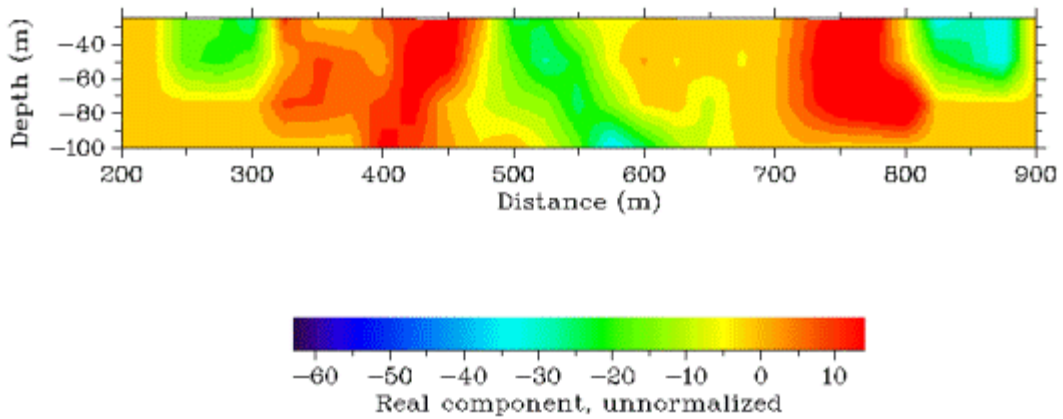 Depth (m)
−40
−60
−80
−100
200 300 400 500 600 700 800 900
Distance (m)
−60 −50 −40 −30 −20 −10 0 10
Real component, unnormalized